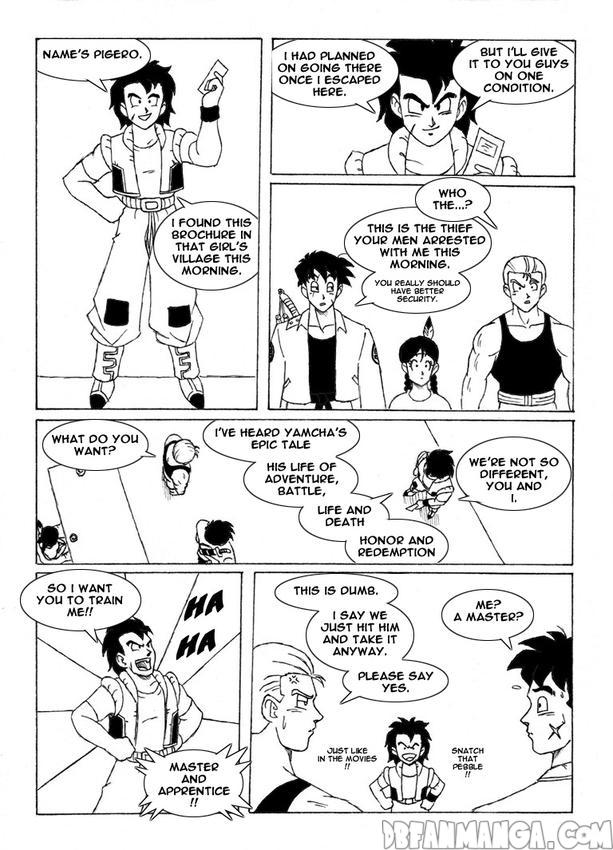 NAME'S PIGERO.
I FOUND THIS
BROCHURE IN
THAT GIRL'S
VILLAGE THIS
MORNING.
I HAD PLANNED
ON GOING THERE
ONCE I ESCAPED
HERE.
BUT I'LL GIVE
IT TO YOU GUYS
ON ONE
CONDITION.
WHO
THE...?
THIS IS THE THIEF
YOUR MEN ARRESTED
WITH ME THIS
MORNING.
YOU REALLY SHOULD
HAVE BETTER
SECURITY.
WHAT DO YOU
WANT?
I'VE HEARD YAMCHA'S
EPIC TALE
HIS LIFE OF
ADVENTURE,
BATTLE,
LIFE AND
DEATH
HONOR AND
REDEMPTION
WE'RE NOT SO
DIFFERENT,
YOU AND
I.
SO I WANT
YOU TO TRAIN
ME!!
HA
HA
MASTER
AND
APPRENTICE
!!
THIS IS DUMB.
I SAY WE
JUST HIT HIM
AND TAKE IT
ANYWAY.
PLEASE SAY
YES.
ME?
A MASTER?
JUST LIKE
IN THE MOVIES
!!
SNATCH
THAT
PEBBLE
!!
DBFANMANGA.COM